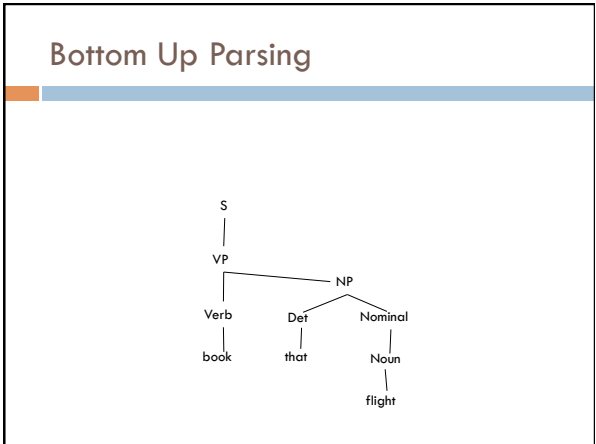 Bottom Up Parsing
S
VP
NP
Verb Det Nominal
book that Noun
flight